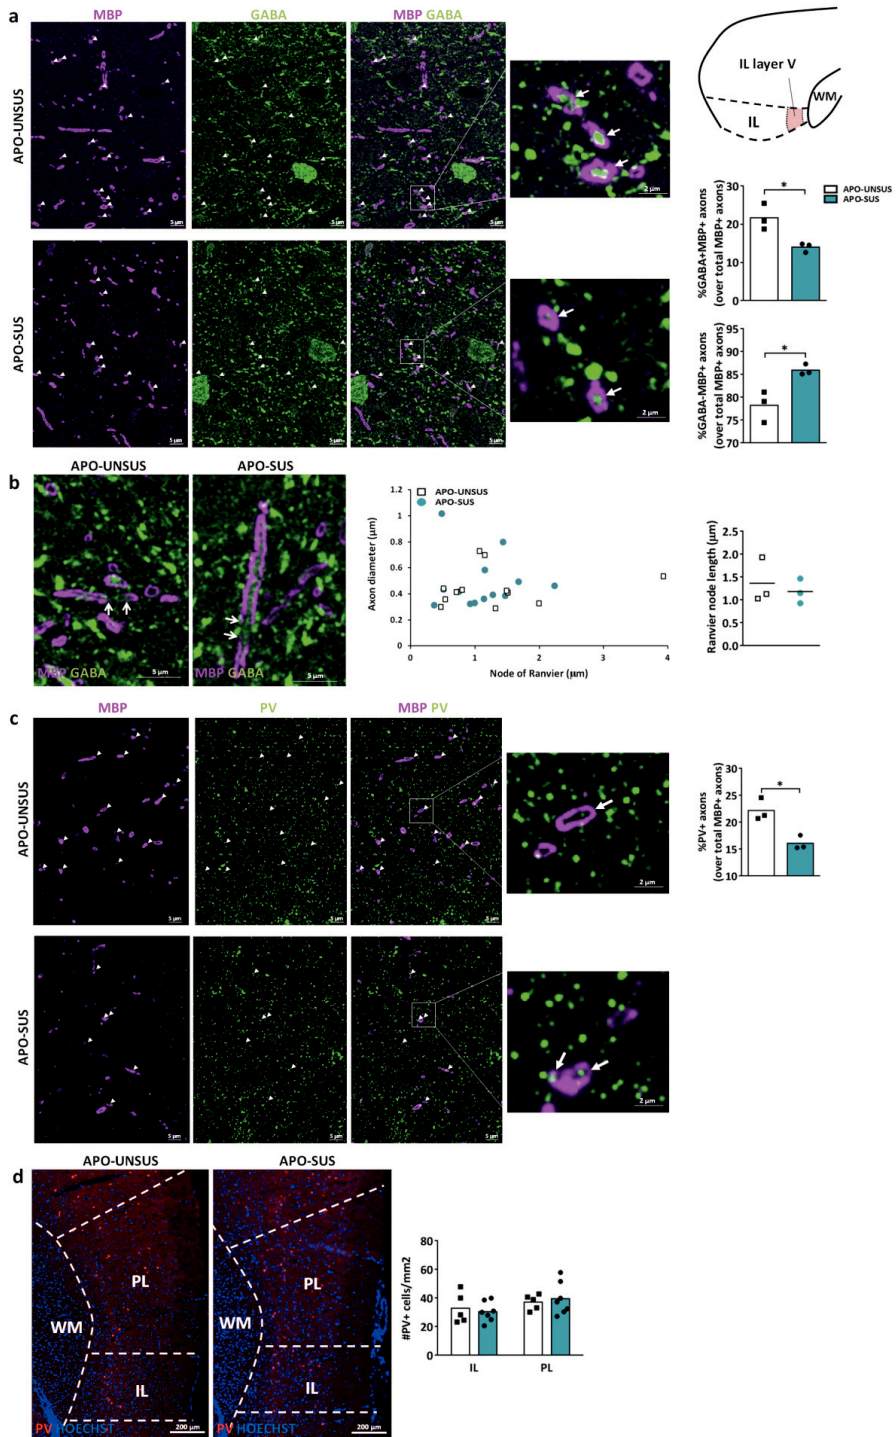 a
MBP
GABA
MBP GABA
APO-UNSUS
5 µm
5 µm
5 µm
2 µm
IL layer V
WM
IL
APO-UNSUS
APO-SUS
%GABA+MBP+ axons
(over total MBP+ axons)
30
20
10
0
*
APO-SUS
5 µm
5 µm
5 µm
2 µm
%GABA-MBP+ axons
(over total MBP+ axons)
95
90
85
80
75
70
*
b
APO-UNSUS
APO-SUS
MBP GABA
5 µm
MBP GABA
5 µm
APO-UNSUS
APO-SUS
Axon diameter (µm)
1.2
1
0.8
0.6
0.4
0.2
0
0 1 2 3 4
Node of Ranvier (µm)
Ranvier node length (µm)
2.5
2.0
1.5
1.0
0.5
0.0
c
MBP
PV
MBP PV
APO-UNSUS
5 µm
5 µm
5 µm
2 µm
%PV+ axons
(over total MBP+ axons)
30
25
20
15
10
*
APO-SUS
5 µm
5 µm
5 µm
2 µm
d
APO-UNSUS
APO-SUS
PL
WM
IL
PV HOECHST
200 µm
PL
WM
IL
PV HOECHST
200 µm
#PV+ cells/mm2
80
60
40
20
0
IL PL